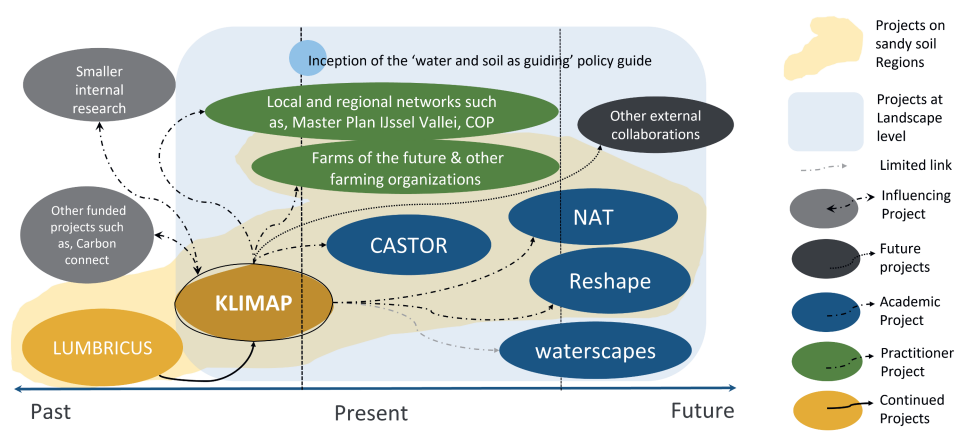 Inception of the ‘water and soil as guiding’ policy guide
Smaller
internal
research
Local and regional networks such
as, Master Plan IJssel Vallei, COP
Other external
collaborations
Farms of the future & other
farming organizations
Other funded
projects such
as, Carbon
connect
CASTOR
NAT
KLIMAP
Reshape
LUMBRICUS
waterscapes
Past
Present
Future
Projects on
sandy soil
Regions
Projects at
Landscape
level
Limited link
Influencing
Project
Future
projects
Academic
Project
Practitioner
Project
Continued
Projects